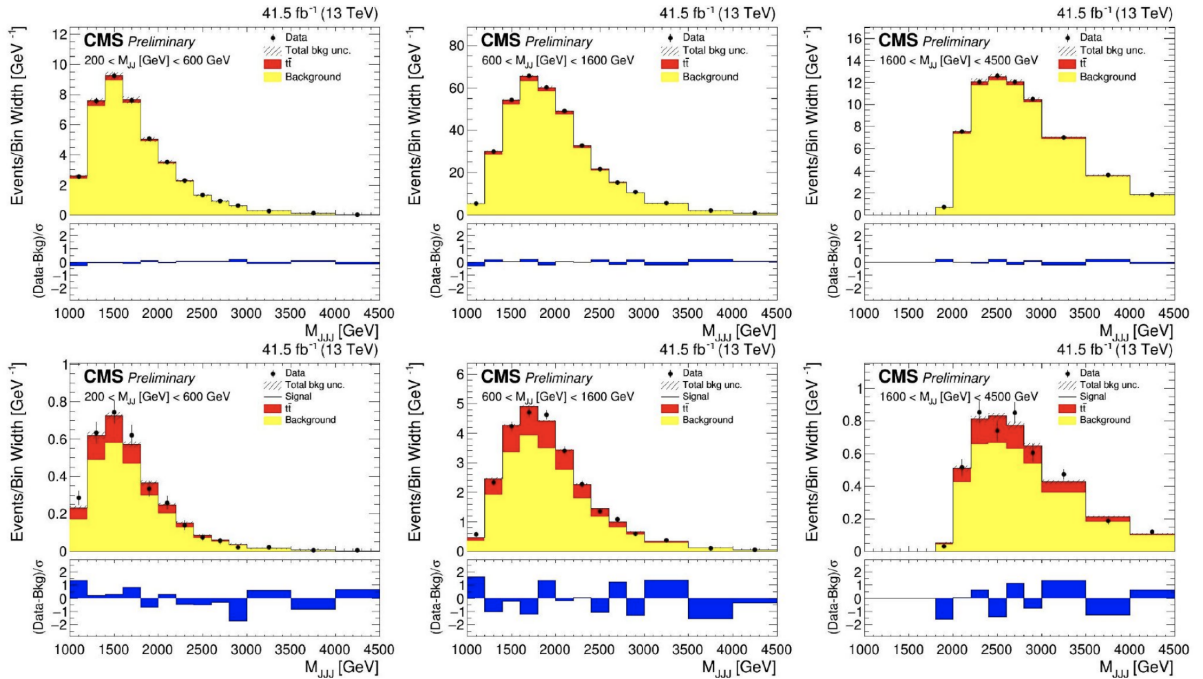 41.5 fb⁻¹ (13 TeV)
Events/Bin Width [GeV⁻¹]
12
10
8
6
4
2
0
CMS Preliminary
200 < M_JJ [GeV] < 600 GeV
Data
Total bkg unc.
tt̄
Background
(Data-Bkg)/σ
2
1
0
−1
−2
1000 1500 2000 2500 3000 3500 4000 4500
M_JJJ [GeV]
41.5 fb⁻¹ (13 TeV)
Events/Bin Width [GeV⁻¹]
80
60
40
20
0
CMS Preliminary
600 < M_JJ [GeV] < 1600 GeV
Data
Total bkg unc.
tt̄
Background
(Data-Bkg)/σ
2
1
0
−1
−2
1000 1500 2000 2500 3000 3500 4000 4500
M_JJJ [GeV]
41.5 fb⁻¹ (13 TeV)
Events/Bin Width [GeV⁻¹]
16
14
12
10
8
6
4
2
0
CMS Preliminary
1600 < M_JJ [GeV] < 4500 GeV
Data
Total bkg unc.
tt̄
Background
(Data-Bkg)/σ
2
1
0
−1
−2
1000 1500 2000 2500 3000 3500 4000 4500
M_JJJ [GeV]
41.5 fb⁻¹ (13 TeV)
Events/Bin Width [GeV⁻¹]
1
0.8
0.6
0.4
0.2
0
CMS Preliminary
200 < M_JJ [GeV] < 600 GeV
Data
Total bkg unc.
Signal
tt̄
Background
(Data-Bkg)/σ
2
1
0
−1
−2
1000 1500 2000 2500 3000 3500 4000 4500
M_JJJ [GeV]
41.5 fb⁻¹ (13 TeV)
Events/Bin Width [GeV⁻¹]
6
5
4
3
2
1
0
CMS Preliminary
600 < M_JJ [GeV] < 1600 GeV
Data
Total bkg unc.
Signal
tt̄
Background
(Data-Bkg)/σ
2
1
0
−1
−2
1000 1500 2000 2500 3000 3500 4000 4500
M_JJJ [GeV]
41.5 fb⁻¹ (13 TeV)
Events/Bin Width [GeV⁻¹]
1
0.8
0.6
0.4
0.2
0
CMS Preliminary
1600 < M_JJ [GeV] < 4500 GeV
Data
Total bkg unc.
Signal
tt̄
Background
(Data-Bkg)/σ
2
1
0
−1
−2
1000 1500 2000 2500 3000 3500 4000 4500
M_JJJ [GeV]